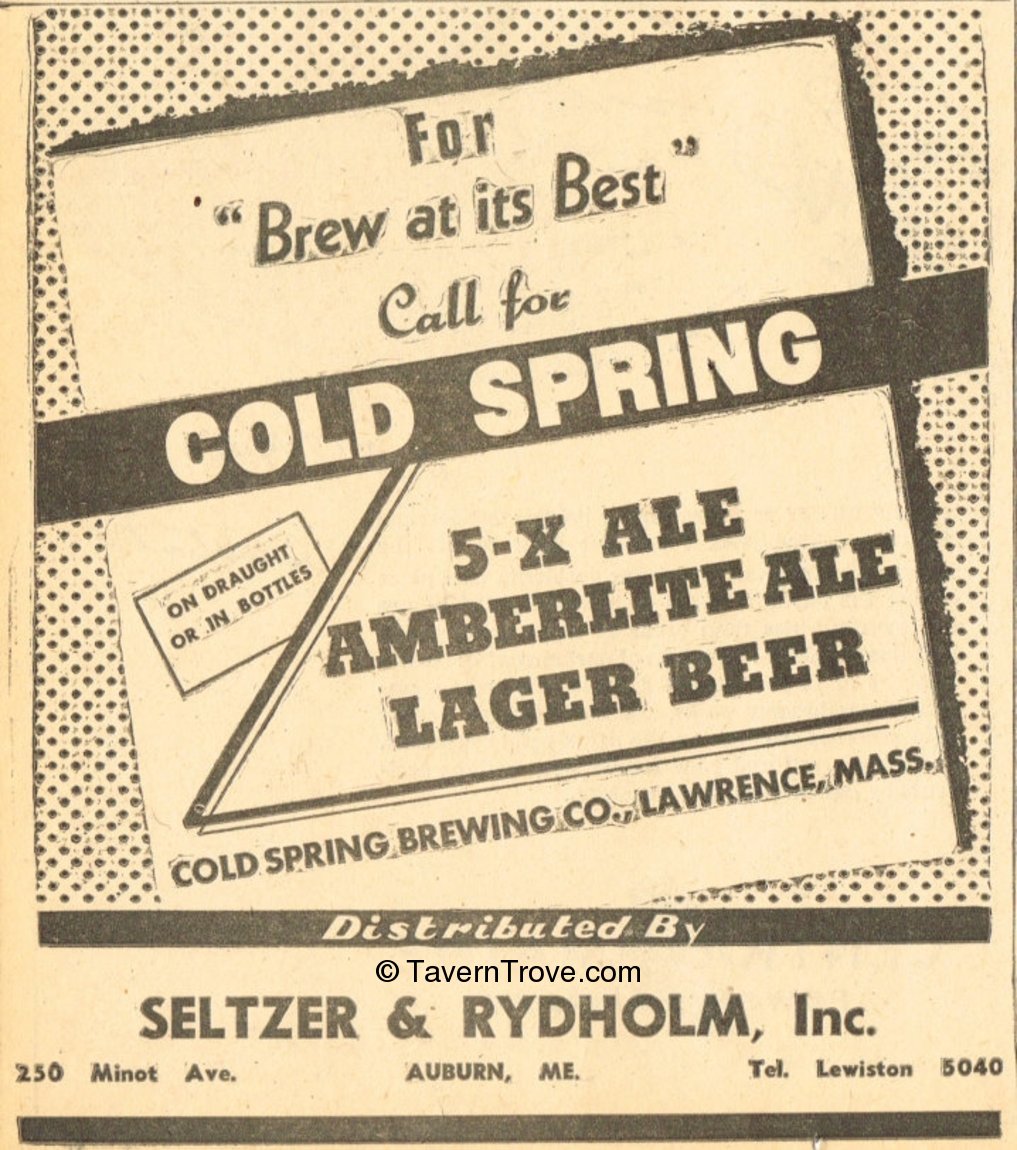 For
"Brew at its Best"
Call for
COLD SPRING
ON DRAUGHT
OR IN BOTTLES
5-X ALE
AMBERLITE ALE
LAGER BEER
COLD SPRING BREWING CO., LAWRENCE, MASS.
Distributed By
© TavernTrove.com
SELTZER & RYDHOLM, Inc.
250 Minot Ave. AUBURN, ME. Tel. Lewiston 5040